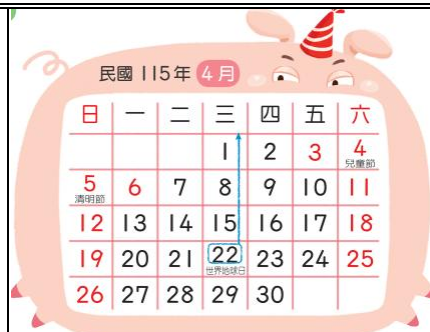 民國 115年 4月
日 一 二 三 四 五 六
1 2 3 4
兒童節
5 6 7 8 9 10 11
清明節
12 13 14 15 16 17 18
19 20 21 22 23 24 25
世界地球日
26 27 28 29 30